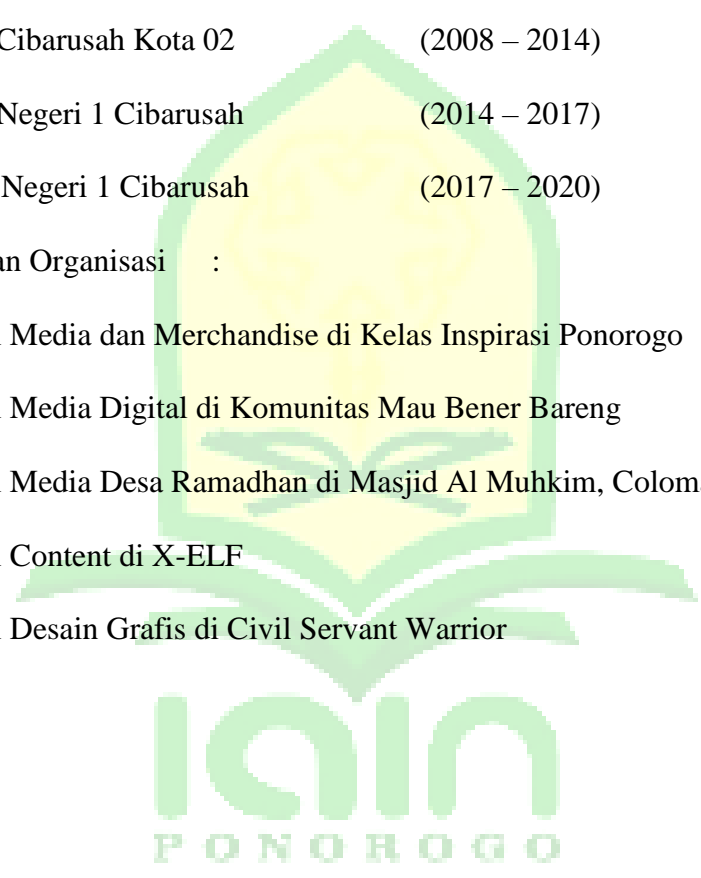 Cibarusah Kota 02 (2008 – 2014)
Negeri 1 Cibarusah (2014 – 2017)
Negeri 1 Cibarusah (2017 – 2020)
Organisasi :
Media dan Merchandise di Kelas Inspirasi Ponorogo
Media Digital di Komunitas Mau Bener Bareng
Media Desa Ramadhan di Masjid Al Muhkim,
Content di X-ELF
Desain Grafis di Civil Servant Warrior
iain
PONOROGO